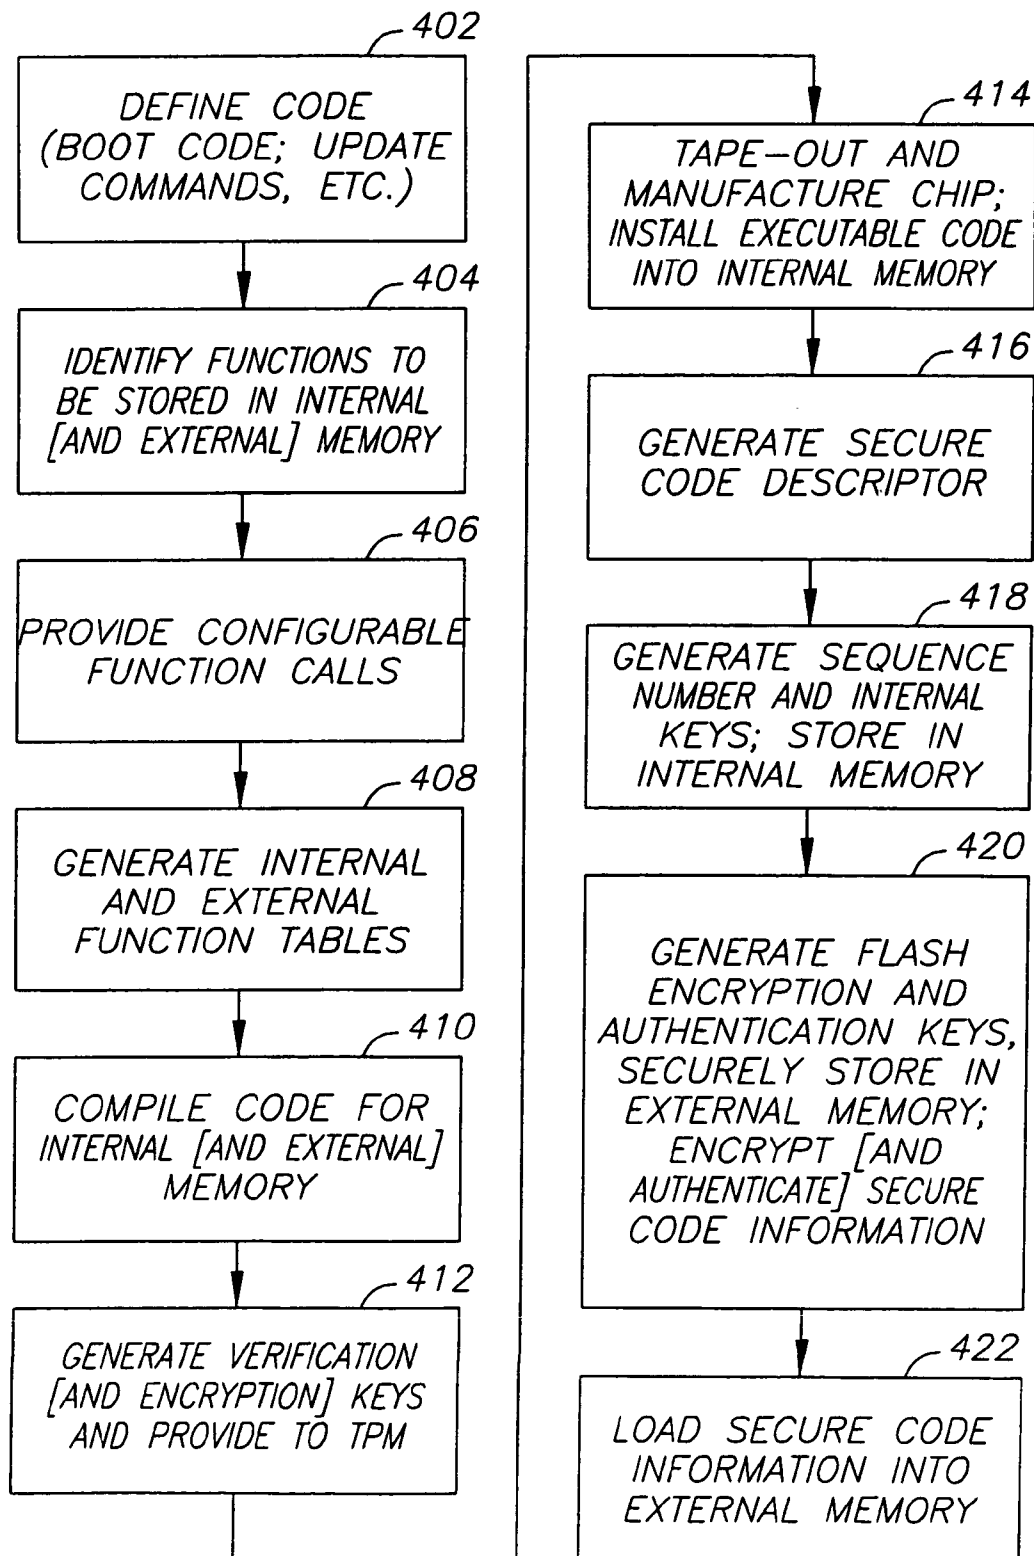 402
DEFINE CODE
(BOOT CODE; UPDATE
COMMANDS, ETC.)
404
IDENTIFY FUNCTIONS TO
BE STORED IN INTERNAL
[AND EXTERNAL] MEMORY
406
PROVIDE CONFIGURABLE
FUNCTION CALLS
408
GENERATE INTERNAL
AND EXTERNAL
FUNCTION TABLES
410
COMPILE CODE FOR
INTERNAL [AND EXTERNAL]
MEMORY
412
GENERATE VERIFICATION
[AND ENCRYPTION] KEYS
AND PROVIDE TO TPM
414
TAPE-OUT AND
MANUFACTURE CHIP;
INSTALL EXECUTABLE CODE
INTO INTERNAL MEMORY
416
GENERATE SECURE
CODE DESCRIPTOR
418
GENERATE SEQUENCE
NUMBER AND INTERNAL
KEYS; STORE IN
INTERNAL MEMORY
420
GENERATE FLASH
ENCRYPTION AND
AUTHENTICATION KEYS,
SECURELY STORE IN
EXTERNAL MEMORY;
ENCRYPT [AND
AUTHENTICATE] SECURE
CODE INFORMATION
422
LOAD SECURE CODE
INFORMATION INTO
EXTERNAL MEMORY